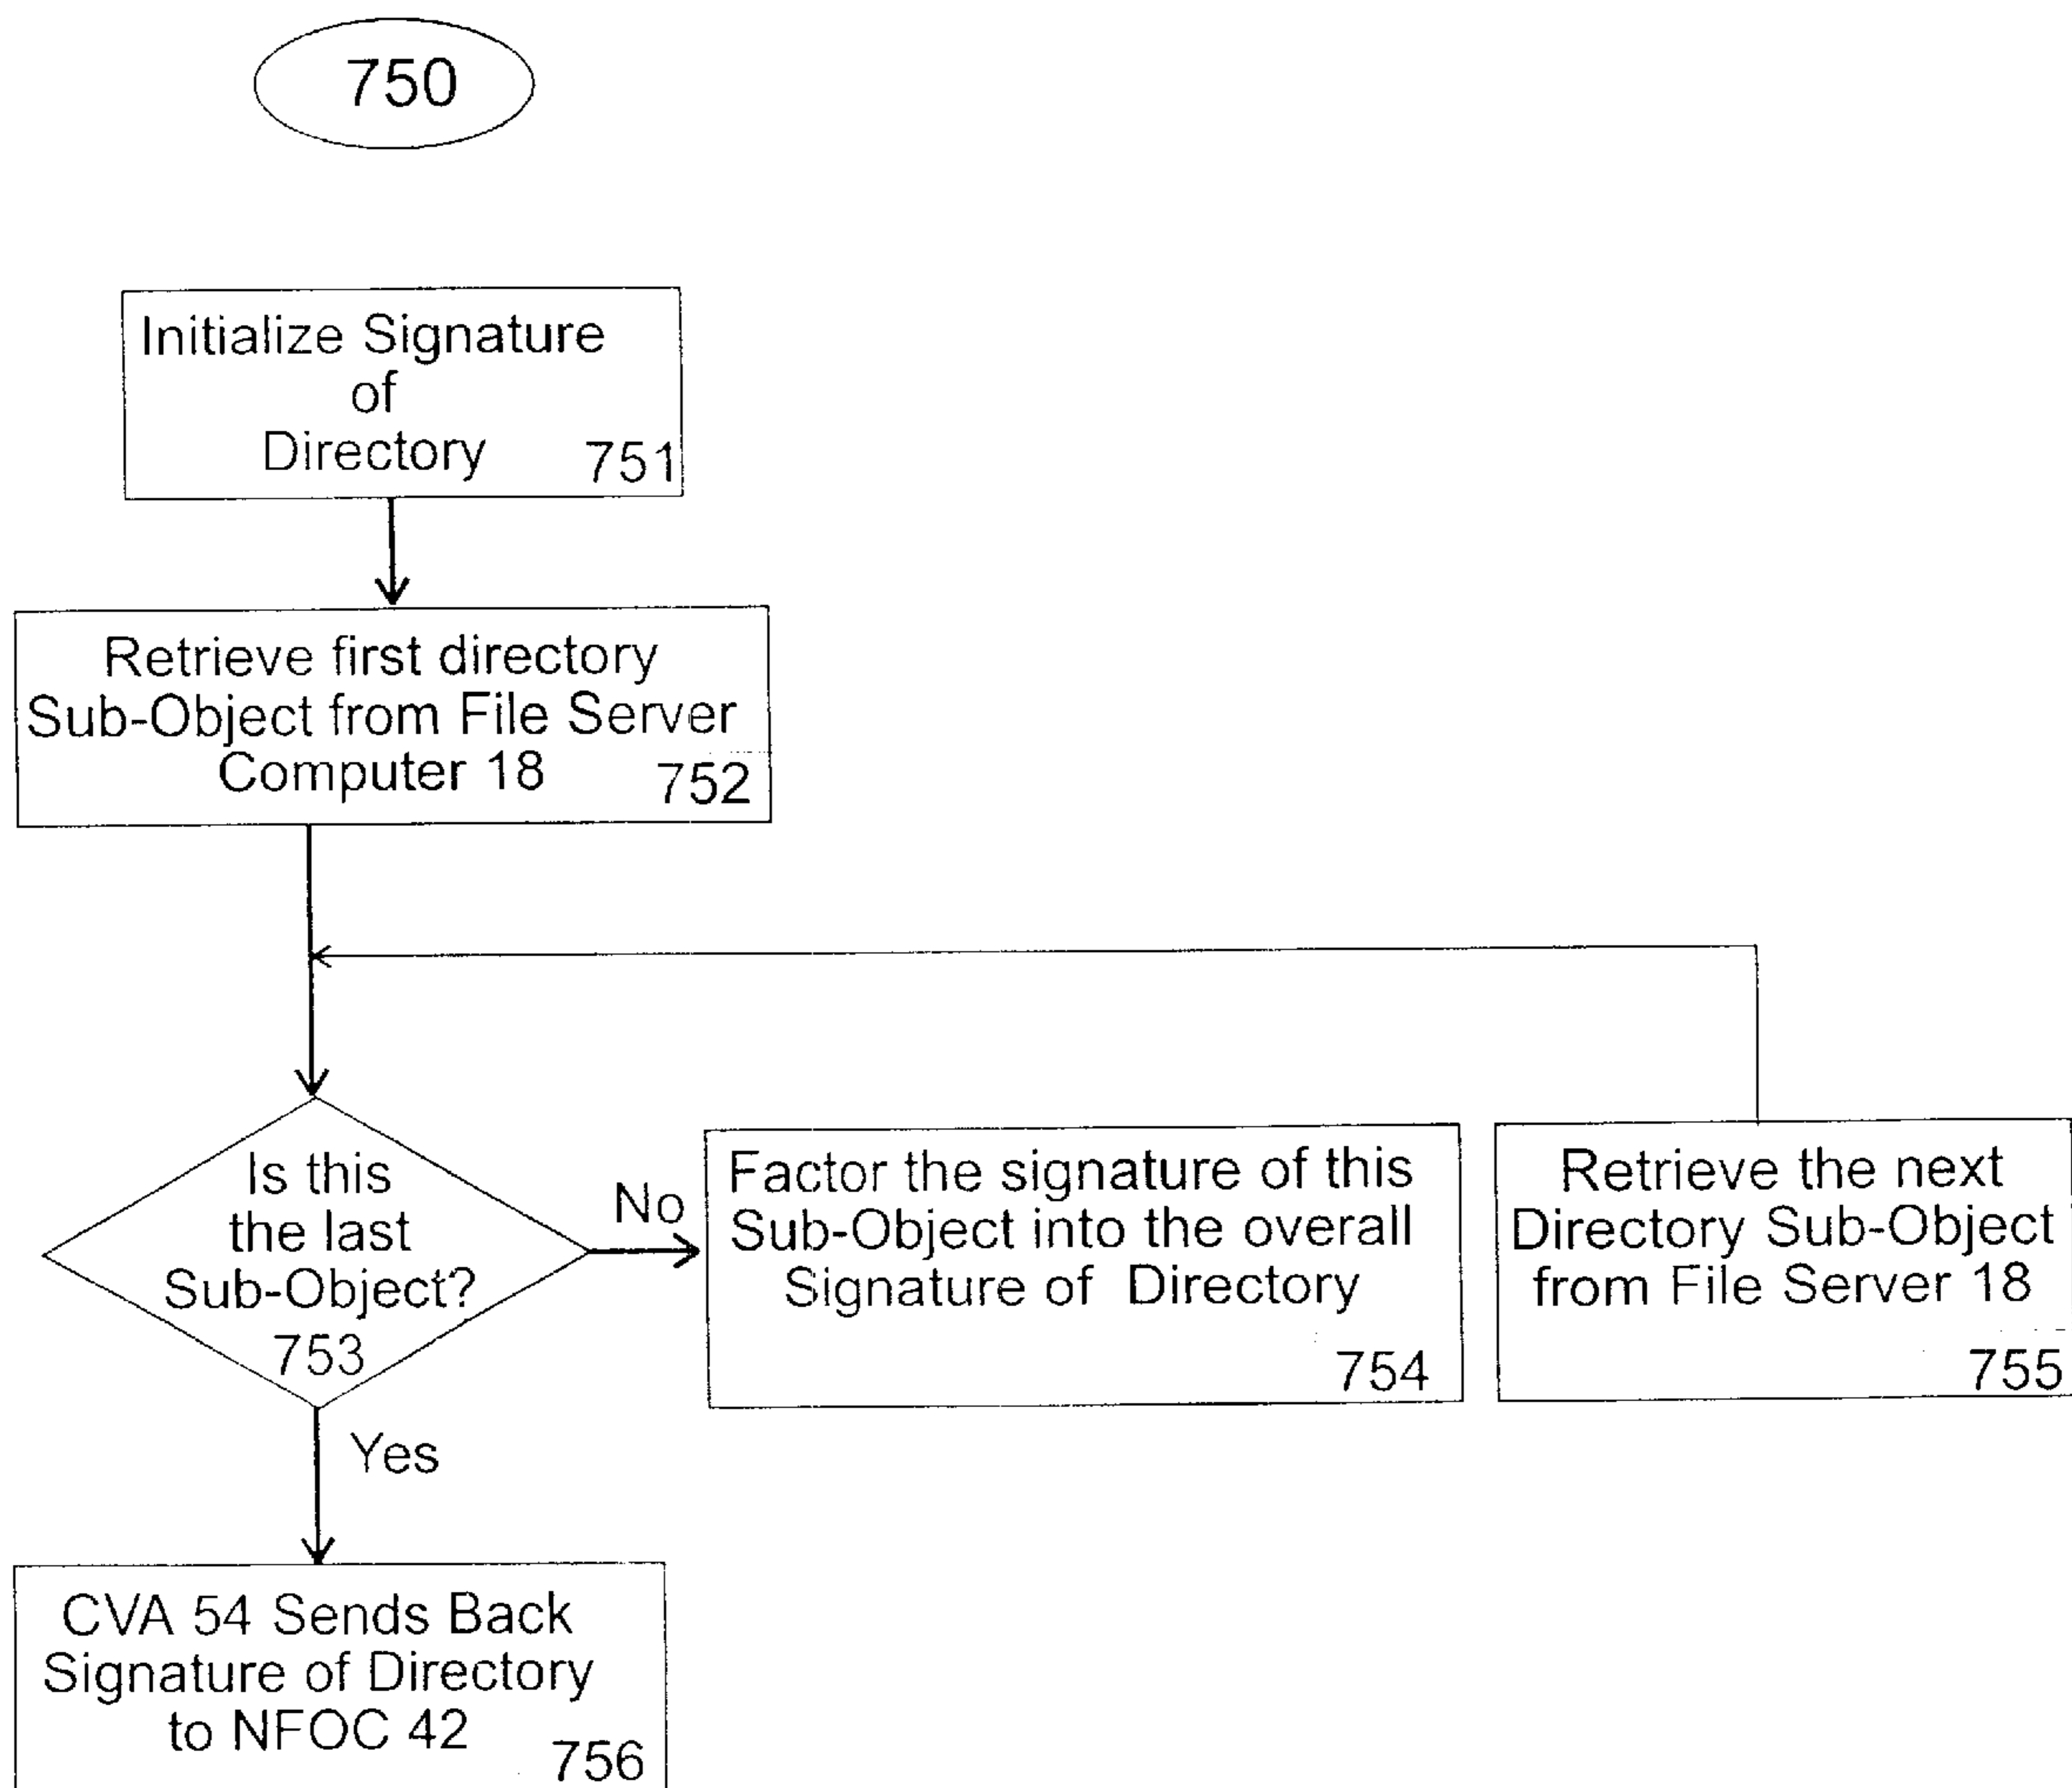 750
Initialize Signature
of
Directory 751
Retrieve first directory
Sub-Object from File Server
Computer 18 752
Is this
the last
Sub-Object?
753
No
Factor the signature of this
Sub-Object into the overall
Signature of Directory
754
Retrieve the next
Directory Sub-Object
from File Server 18
755
Yes
CVA 54 Sends Back
Signature of Directory
to NFOC 42
756